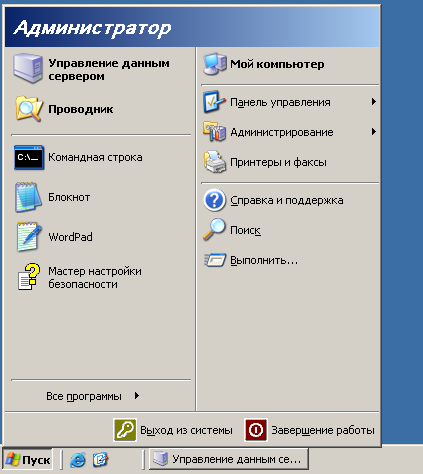 Администратор
Управление данным
сервером
Проводник
Командная строка
Блокнот
WordPad
Мастер настройки
безопасности
Все программы
Мой компьютер
Панель управления
Администрирование
Принтеры и факсы
Справка и поддержка
Поиск
Выполнить...
Выход из системы
Завершение работы
Пуск
Управление данным се...
C:\_